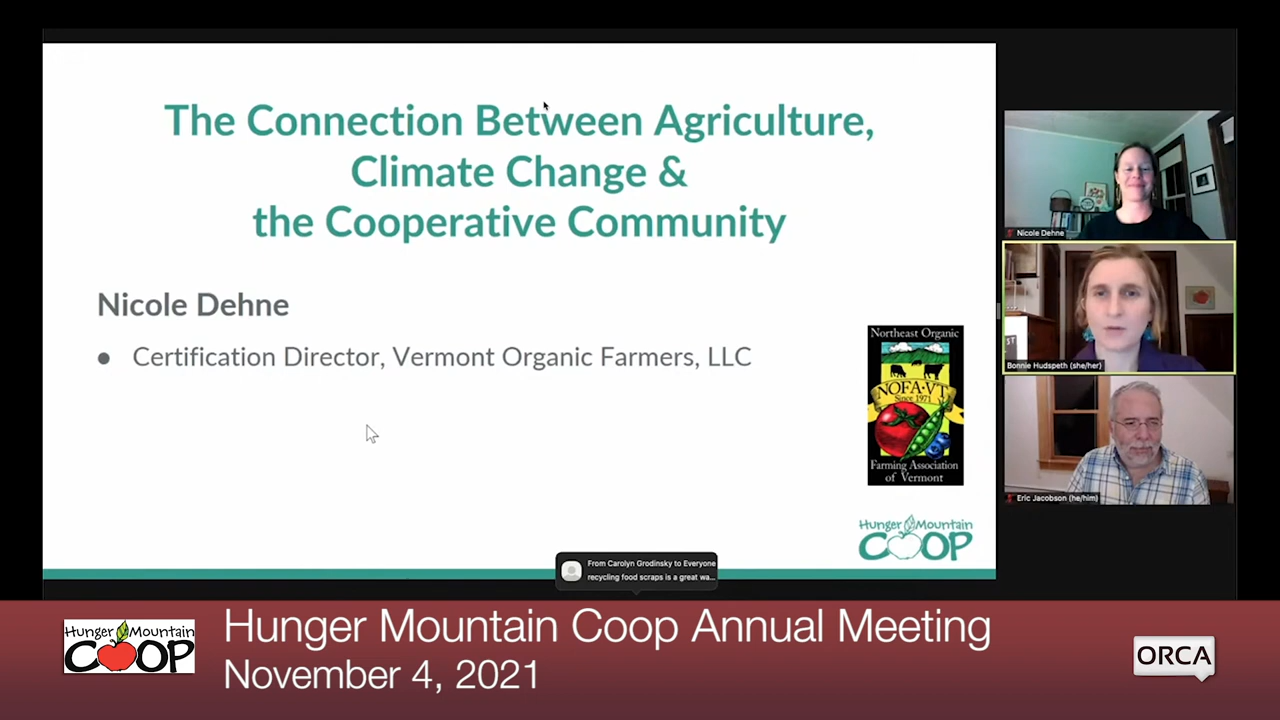 The Connection Between Agriculture,
Climate Change &
the Cooperative Community
Nicole Dehne
● Certification Director, Vermont Organic Farmers, LLC
Northeast Organic
NOFA-VT
Since 1971
Farming Association
of Vermont
Hunger Mountain
COOP
From Carolyn Grodinsky to Everyone
recycling food scraps is a great wa...
Nicole Dehne
Bonnie Hudspeth (she/her)
Eric Jacobson (he/him)
Hunger Mountain
COOP
Hunger Mountain Coop Annual Meeting
November 4, 2021
ORCA